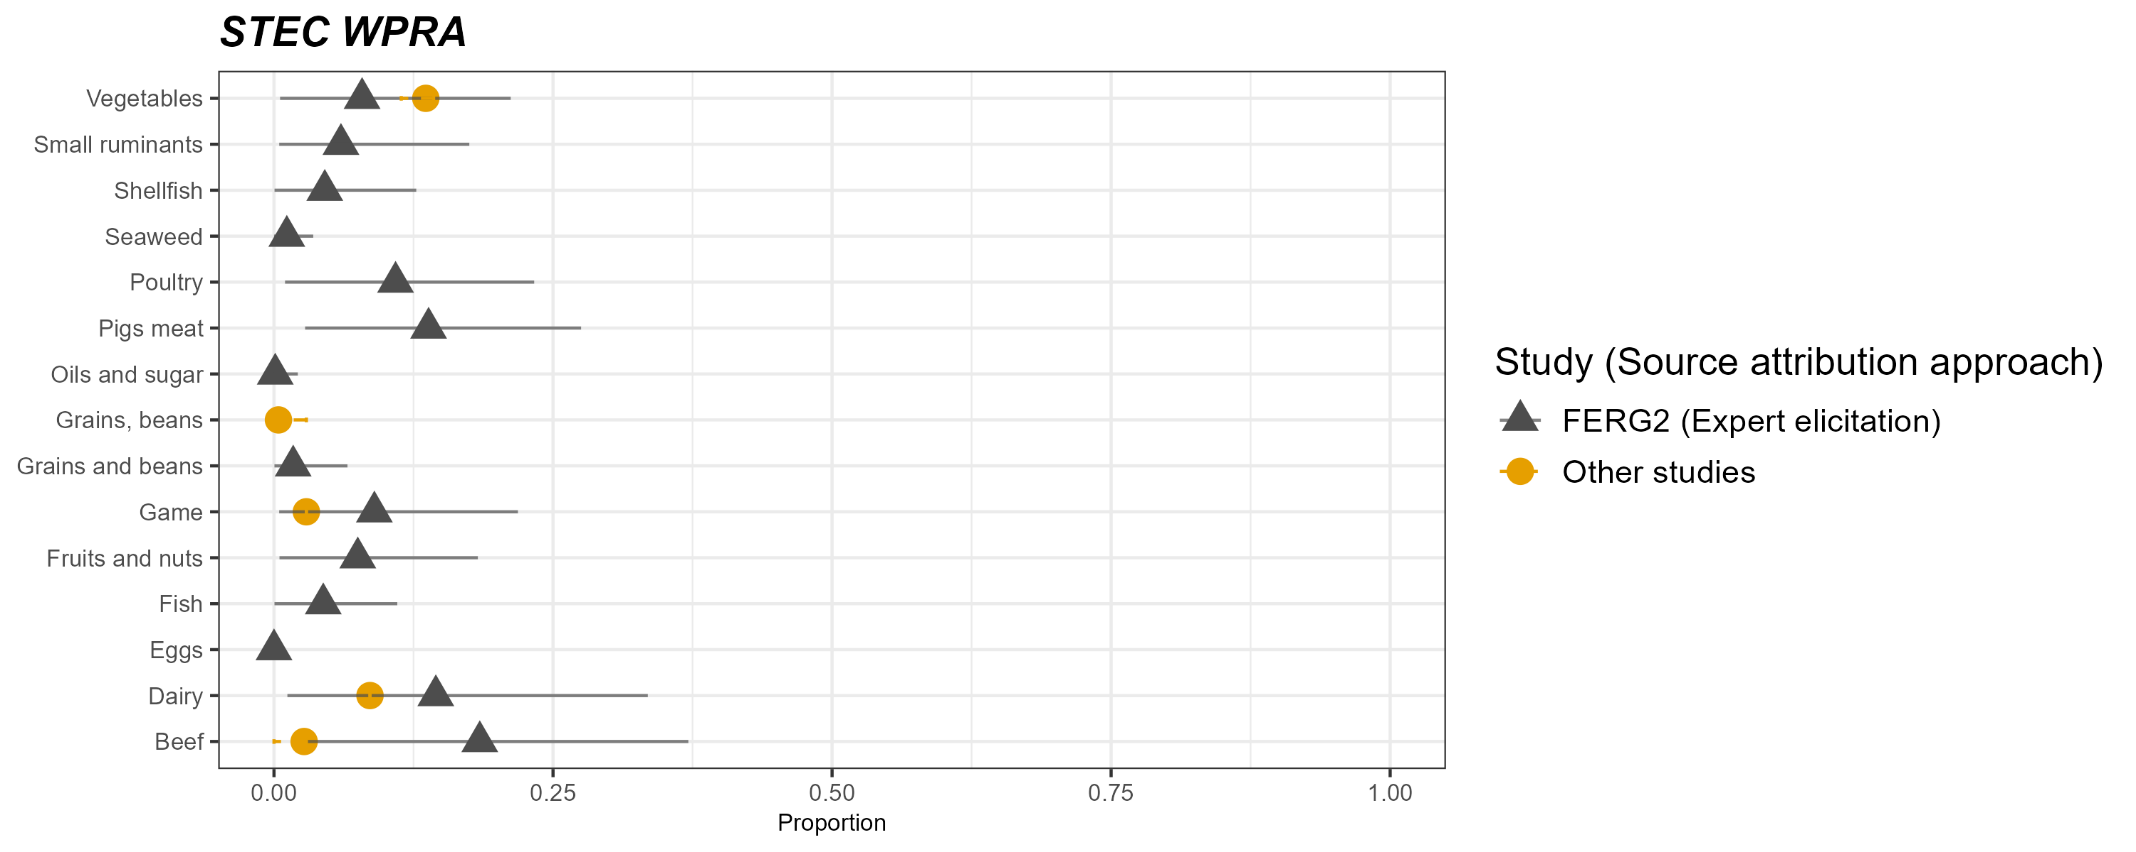 STEC WPRA
Vegetables
Small ruminants
Shellfish
Seaweed
Poultry
Pigs meat
Oils and sugar
Grains, beans
Grains and beans
Game
Fruits and nuts
Fish
Eggs
Dairy
Beef
0.00 0.25 0.50 0.75 1.00
Proportion
Study (Source attribution approach)
FERG2 (Expert elicitation)
Other studies